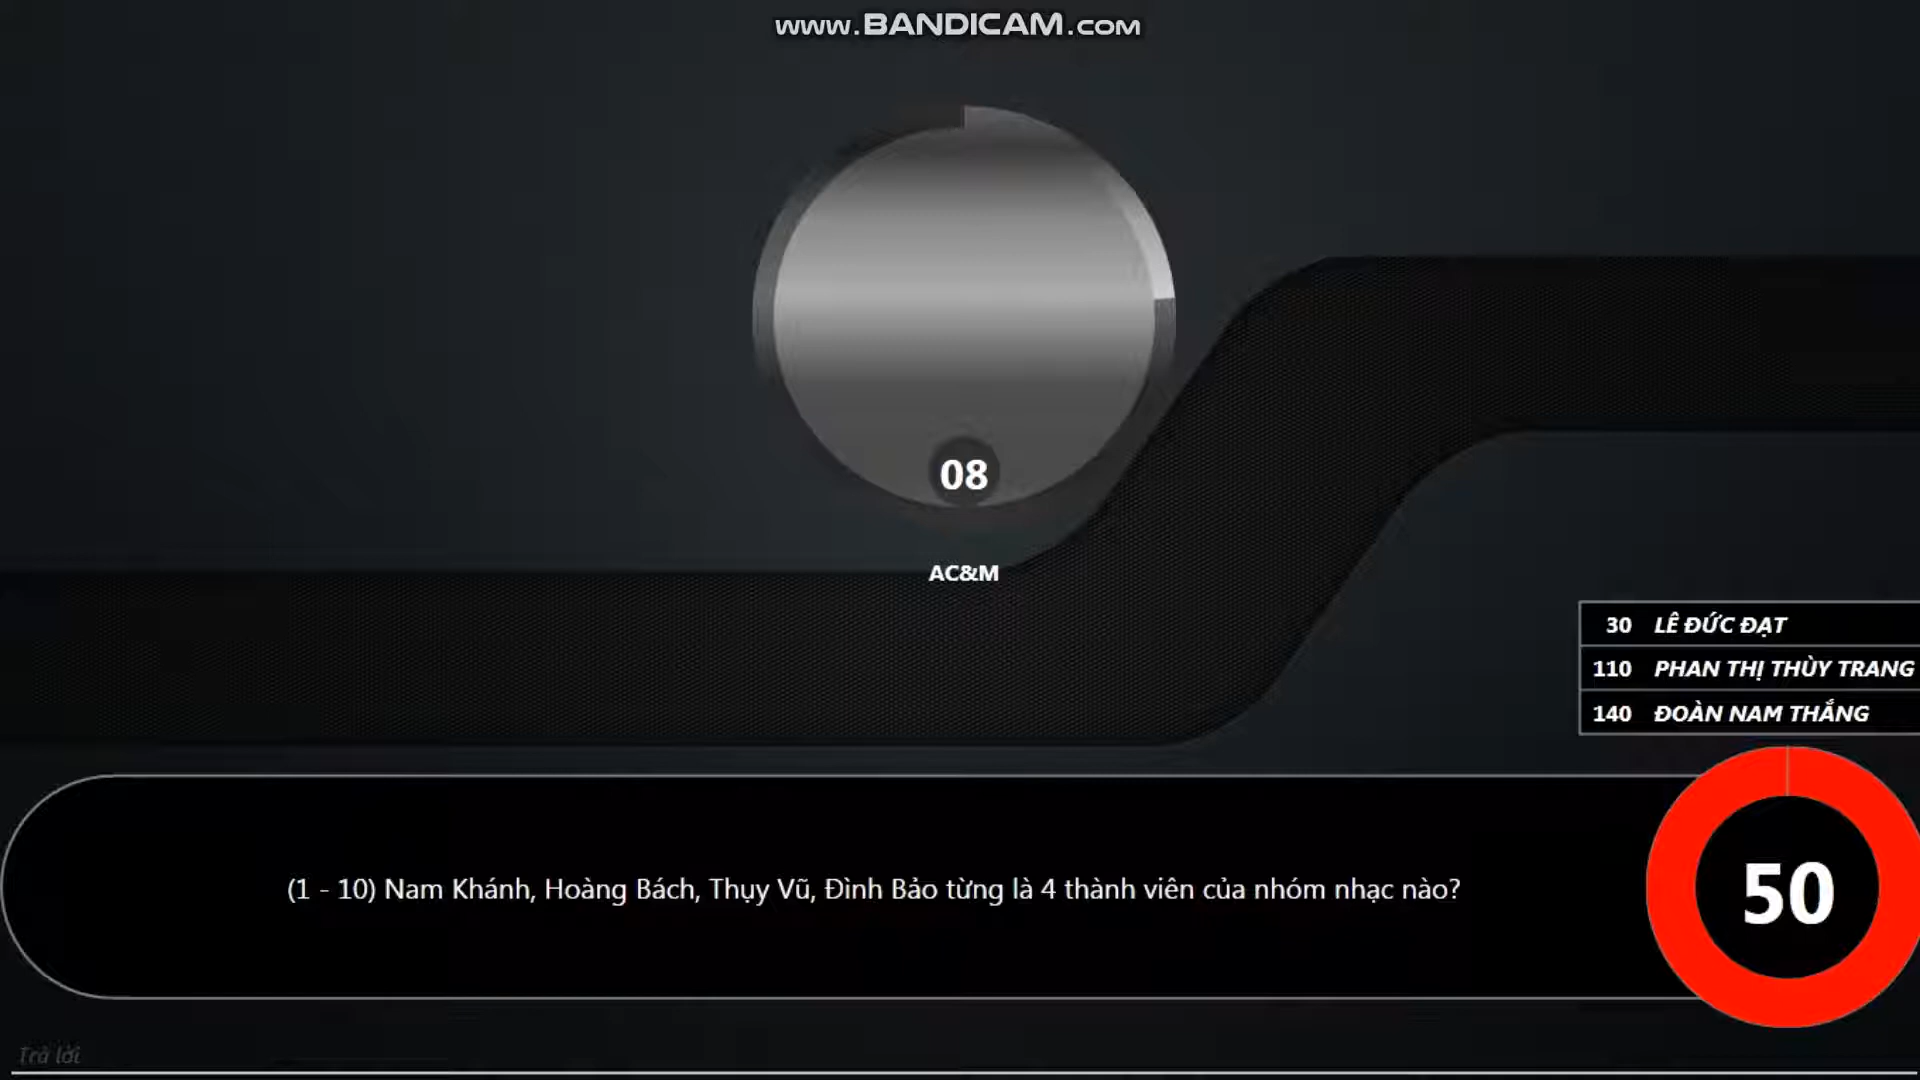 www.BANDICAM.COM
08
AC&M
30 LÊ ĐỨC ĐẠT
110 PHAN THỊ THÙY TRANG
140 ĐOÀN NAM THẮNG
(1 - 10) Nam Khánh, Hoàng Bách, Thụy Vũ, Đình Bảo từng là 4 thành viên của nhóm nhạc nào?
50
Trả lời